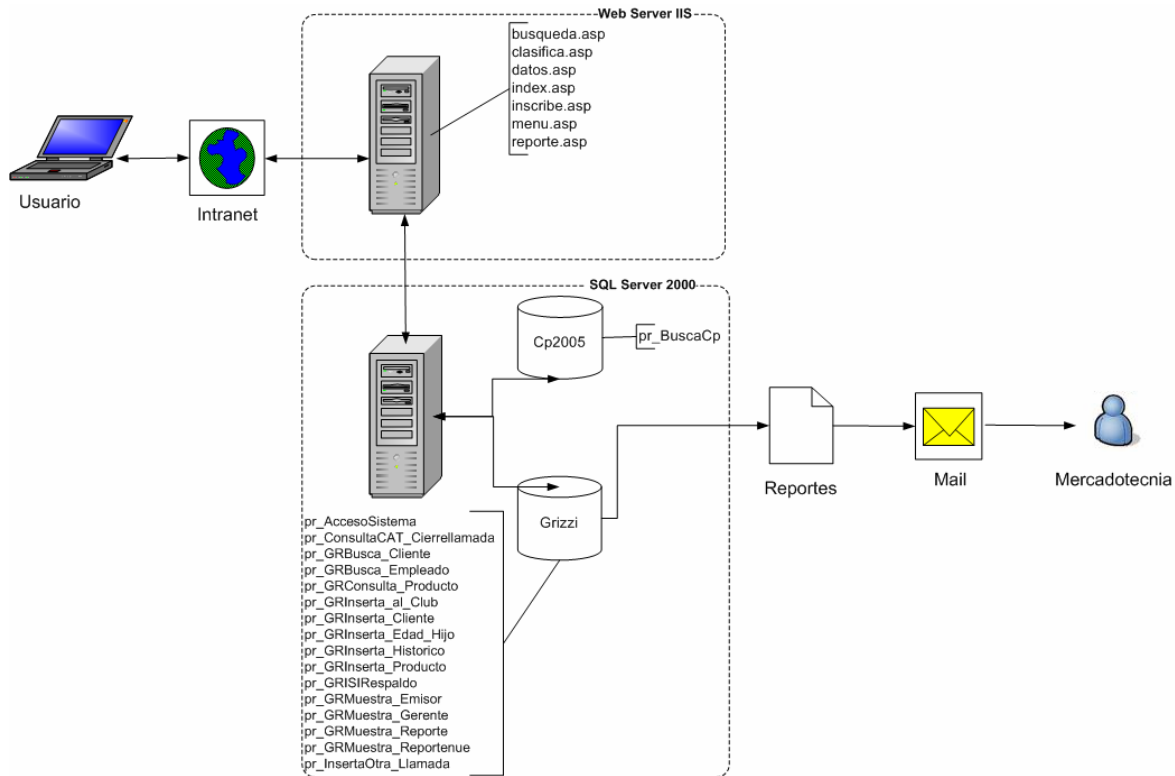 Web Server IIS
busqueda.asp
clasifica.asp
datos.asp
index.asp
inscribe.asp
menu.asp
reporte.asp
Usuario
Intranet
SQL Server 2000
Cp2005
pr_BuscaCp
Grizzi
Reportes
Mail
Mercadotecnia
pr_AccesoSistema
pr_ConsultaCAT_Cierrellamada
pr_GRBusca_Cliente
pr_GRBusca_Empleado
pr_GRConsulta_Producto
pr_GRInserta_al_Club
pr_GRInserta_Cliente
pr_GRInserta_Edad_Hijo
pr_GRInserta_Historico
pr_GRInserta_Producto
pr_GRISIRespaldo
pr_GRMuestra_Emisor
pr_GRMuestra_Gerente
pr_GRMuestra_Reporte
pr_GRMuestra_Reportenue
pr_InsertaOtra_Llamada